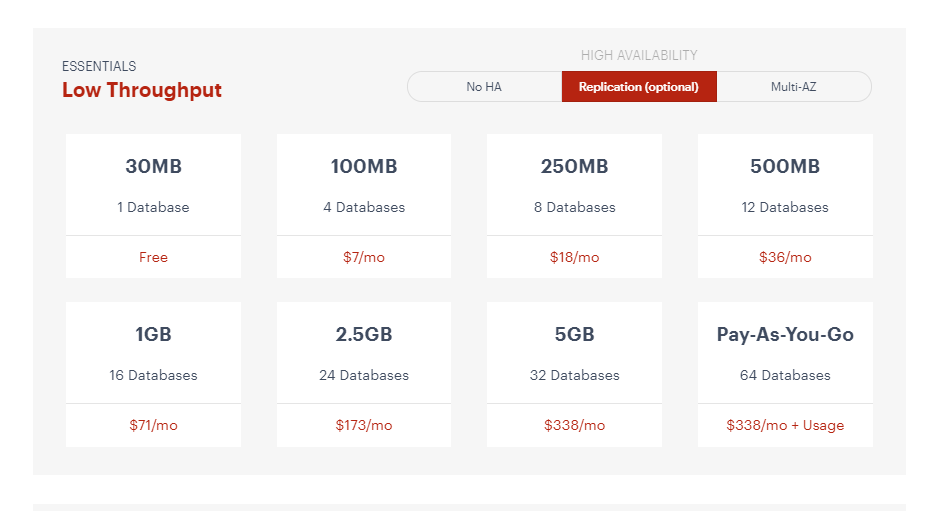 HIGH AVAILABILITY
ESSENTIALS
Low Throughput
No HA
Replication (optional)
Multi-AZ
30MB
1 Database
Free
100MB
4 Databases
$7/mo
250MB
8 Databases
$18/mo
500MB
12 Databases
$36/mo
1GB
16 Databases
$71/mo
2.5GB
24 Databases
$173/mo
5GB
32 Databases
$338/mo
Pay-As-You-Go
64 Databases
$338/mo + Usage